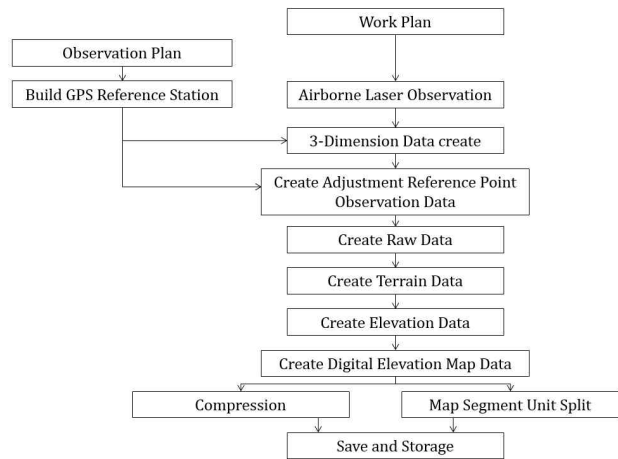 Work Plan
Observation Plan
Build GPS Reference Station
Airborne Laser Observation
3-Dimension Data create
Create Adjustment Reference Point
Observation Data
Create Raw Data
Create Terrain Data
Create Elevation Data
Create Digital Elevation Map Data
Compression
Map Segment Unit Split
Save and Storage